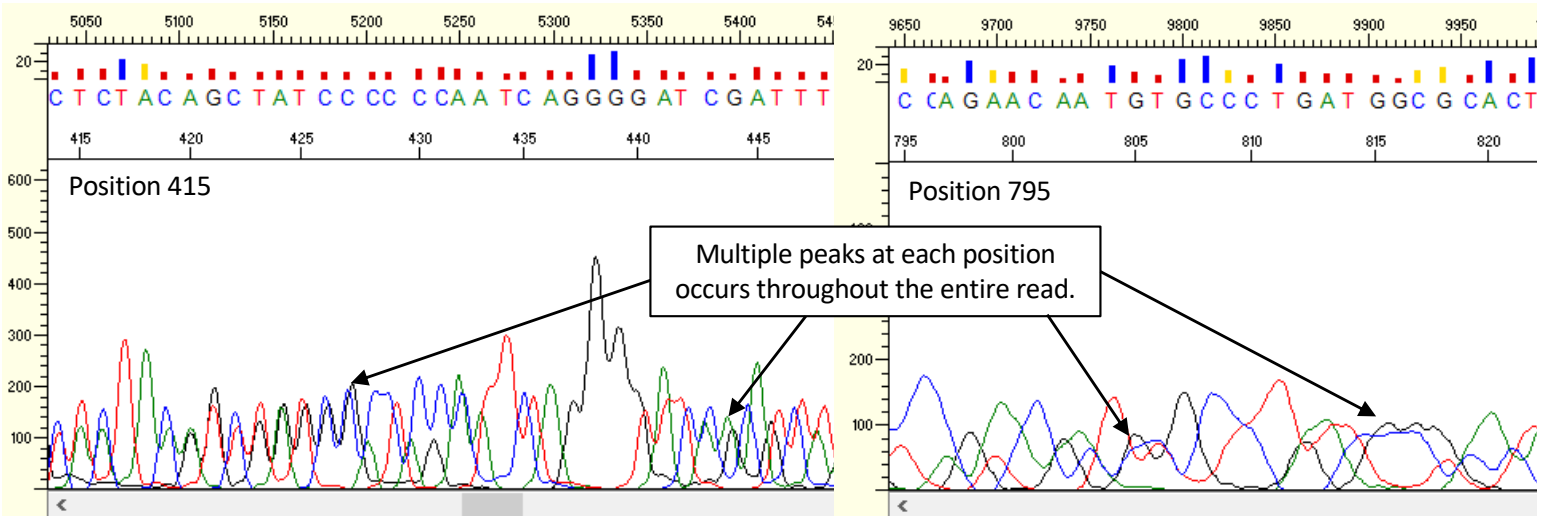 5050 5100 5150 5200 5250 5300 5350 5400
20
C T C T A C A G C T A T C C C C C C A A T C A G G G G A T C G A T T T
415 420 425 430 435 440 445
Position 415
600
500
400
300
200
100
<
9650 9700 9750 9800 9850 9900 9950
20
C C A G A A C A A T G T G C C C T G A T G G C G C A C T
795 800 805 810 815 820
Position 795
200
100
<
Multiple peaks at each position
occurs throughout the entire read.